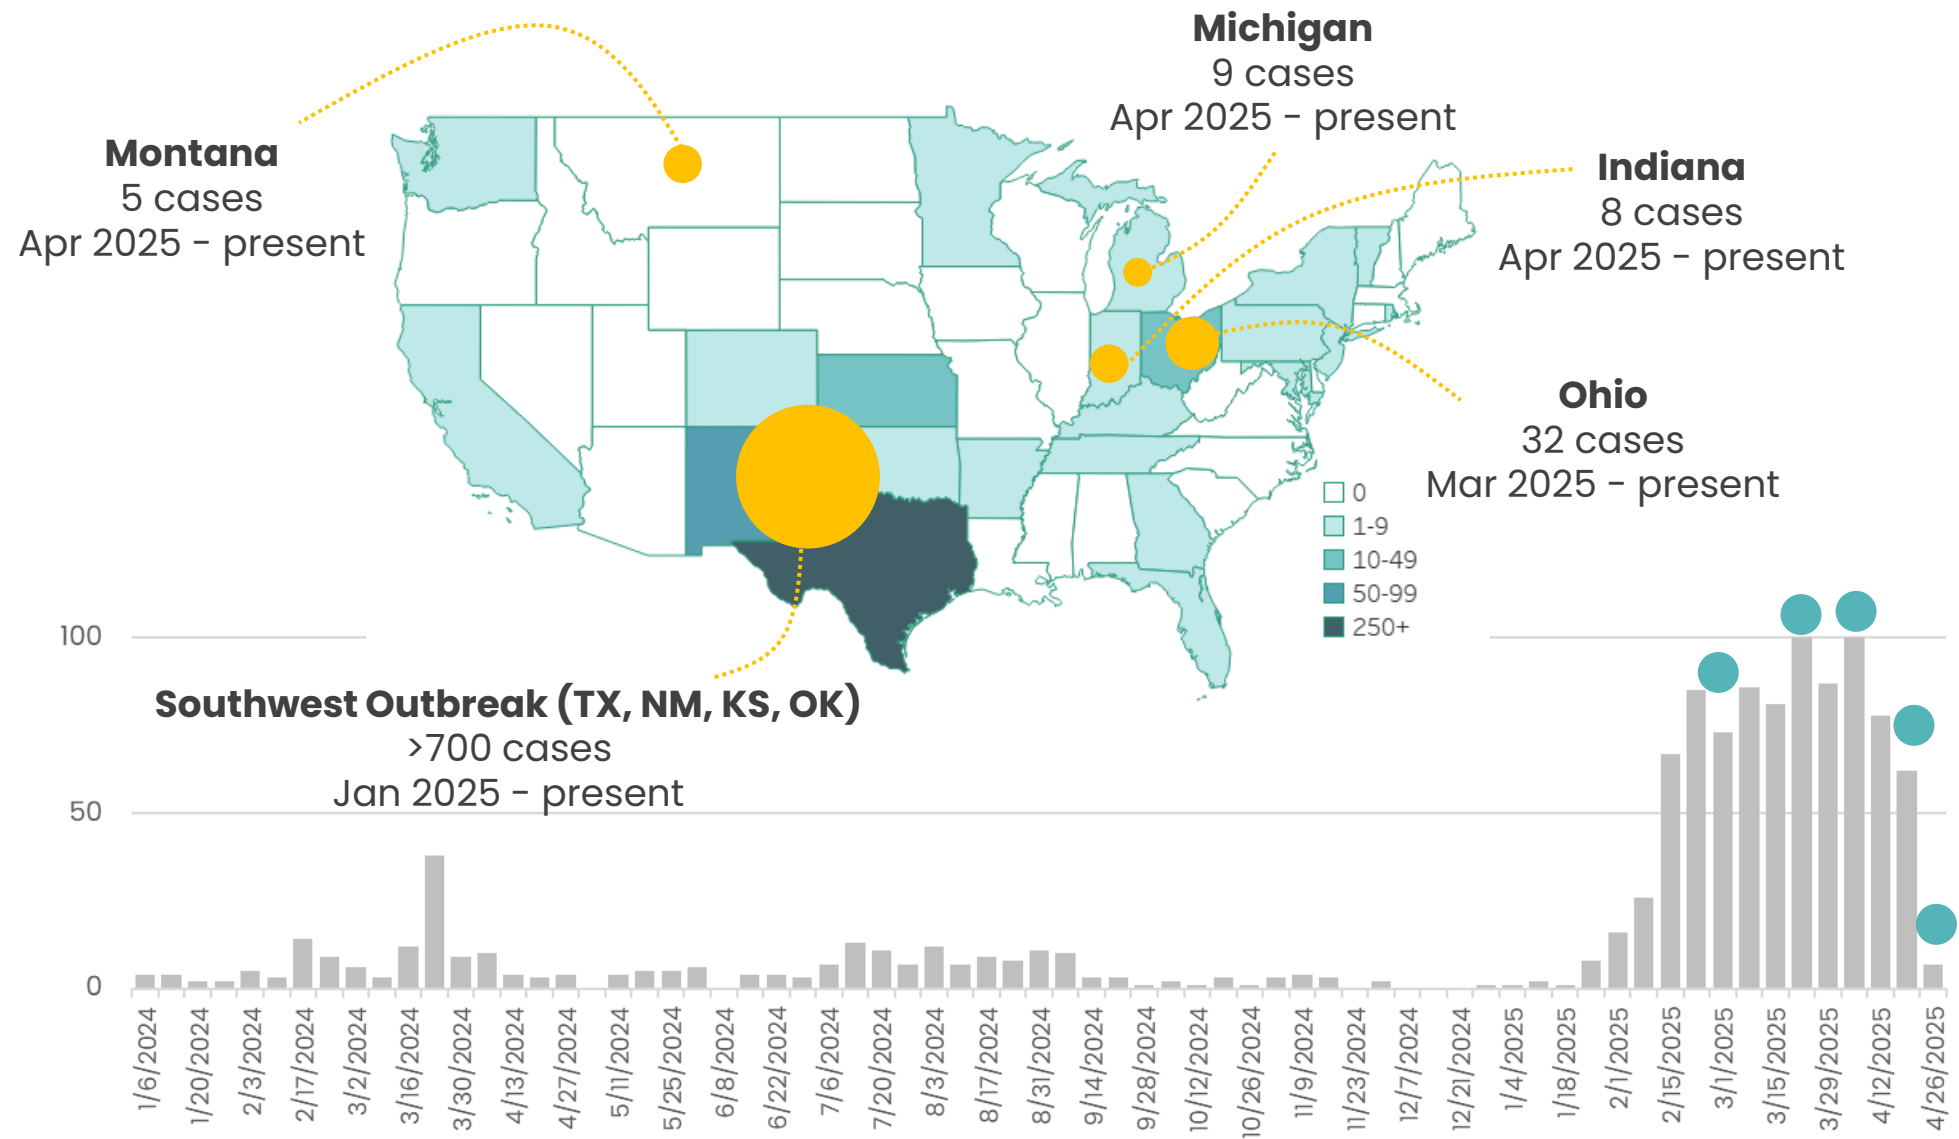 Michigan
9 cases
Apr 2025 - present
Montana
5 cases
Apr 2025 - present
Indiana
8 cases
Apr 2025 - present
Ohio
32 cases
Mar 2025 - present
0
1-9
10-49
50-99
250+
Southwest Outbreak (TX, NM, KS, OK)
>700 cases
Jan 2025 - present
100
50
0
1/6/2024
1/20/2024
2/3/2024
2/17/2024
3/2/2024
3/16/2024
3/30/2024
4/13/2024
4/27/2024
5/11/2024
5/25/2024
6/8/2024
6/22/2024
7/6/2024
7/20/2024
8/3/2024
8/17/2024
8/31/2024
9/14/2024
9/28/2024
10/12/2024
10/26/2024
11/9/2024
11/23/2024
12/7/2024
12/21/2024
1/4/2025
1/18/2025
2/1/2025
2/15/2025
3/1/2025
3/15/2025
3/29/2025
4/12/2025
4/26/2025